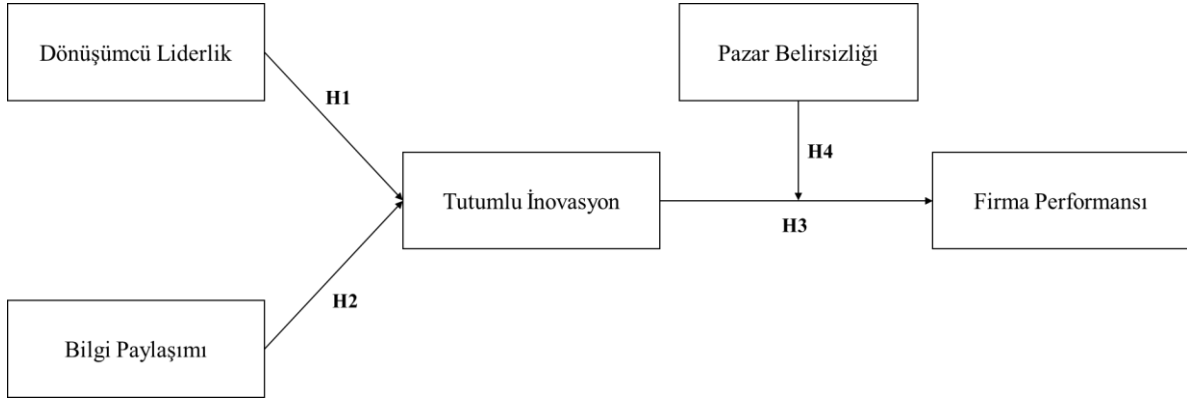 Dönüşümcü Liderlik
Pazar Belirsizliği
H1
H4
Tutumlu İnovasyon
Firma Performansı
H3
H2
Bilgi Paylaşımı